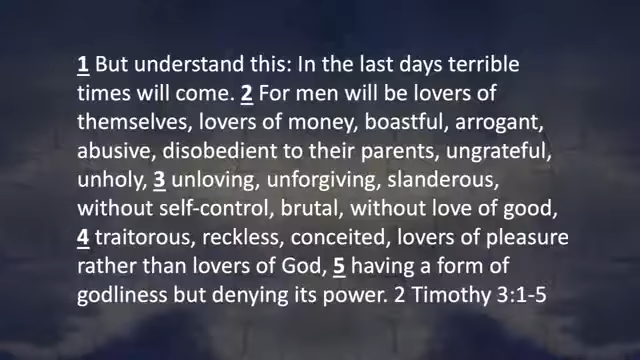 1 But understand this: In the last days terrible
times will come. 2 For men will be lovers of
themselves, lovers of money, boastful, arrogant,
abusive, disobedient to their parents, ungrateful,
unholy, 3 unloving, unforgiving, slanderous,
without self-control, brutal, without love of good,
4 traitorous, reckless, conceited, lovers of pleasure
rather than lovers of God, 5 having a form of
godliness but denying its power. 2 Timothy 3:1-5